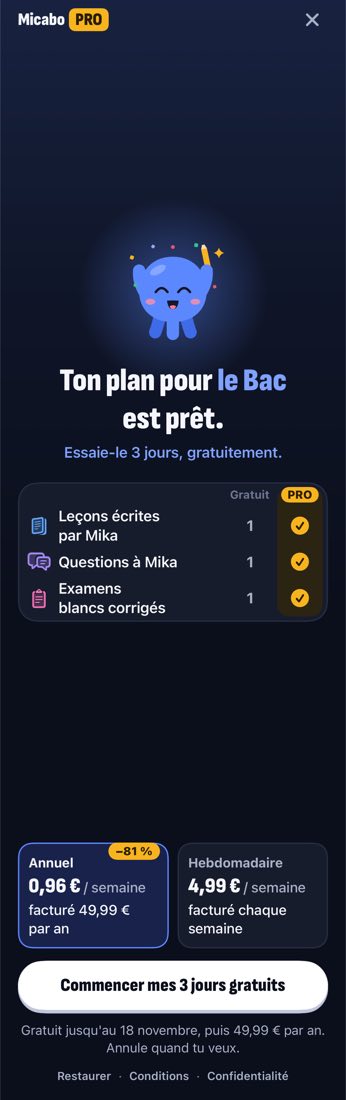 Micabo PRO
Ton plan pour le Bac
est prêt.
Essaie-le 3 jours, gratuitement.
Gratuit PRO
Leçons écrites
par Mika
1
Questions à Mika
1
Examens
blancs corrigés
1
−81 %
Annuel
0,96 € / semaine
facturé 49,99 €
par an
Hebdomadaire
4,99 € / semaine
facturé chaque
semaine
Commencer mes 3 jours gratuits
Gratuit jusqu'au 18 novembre, puis 49,99 € par an.
Annule quand tu veux.
Restaurer · Conditions · Confidentialité